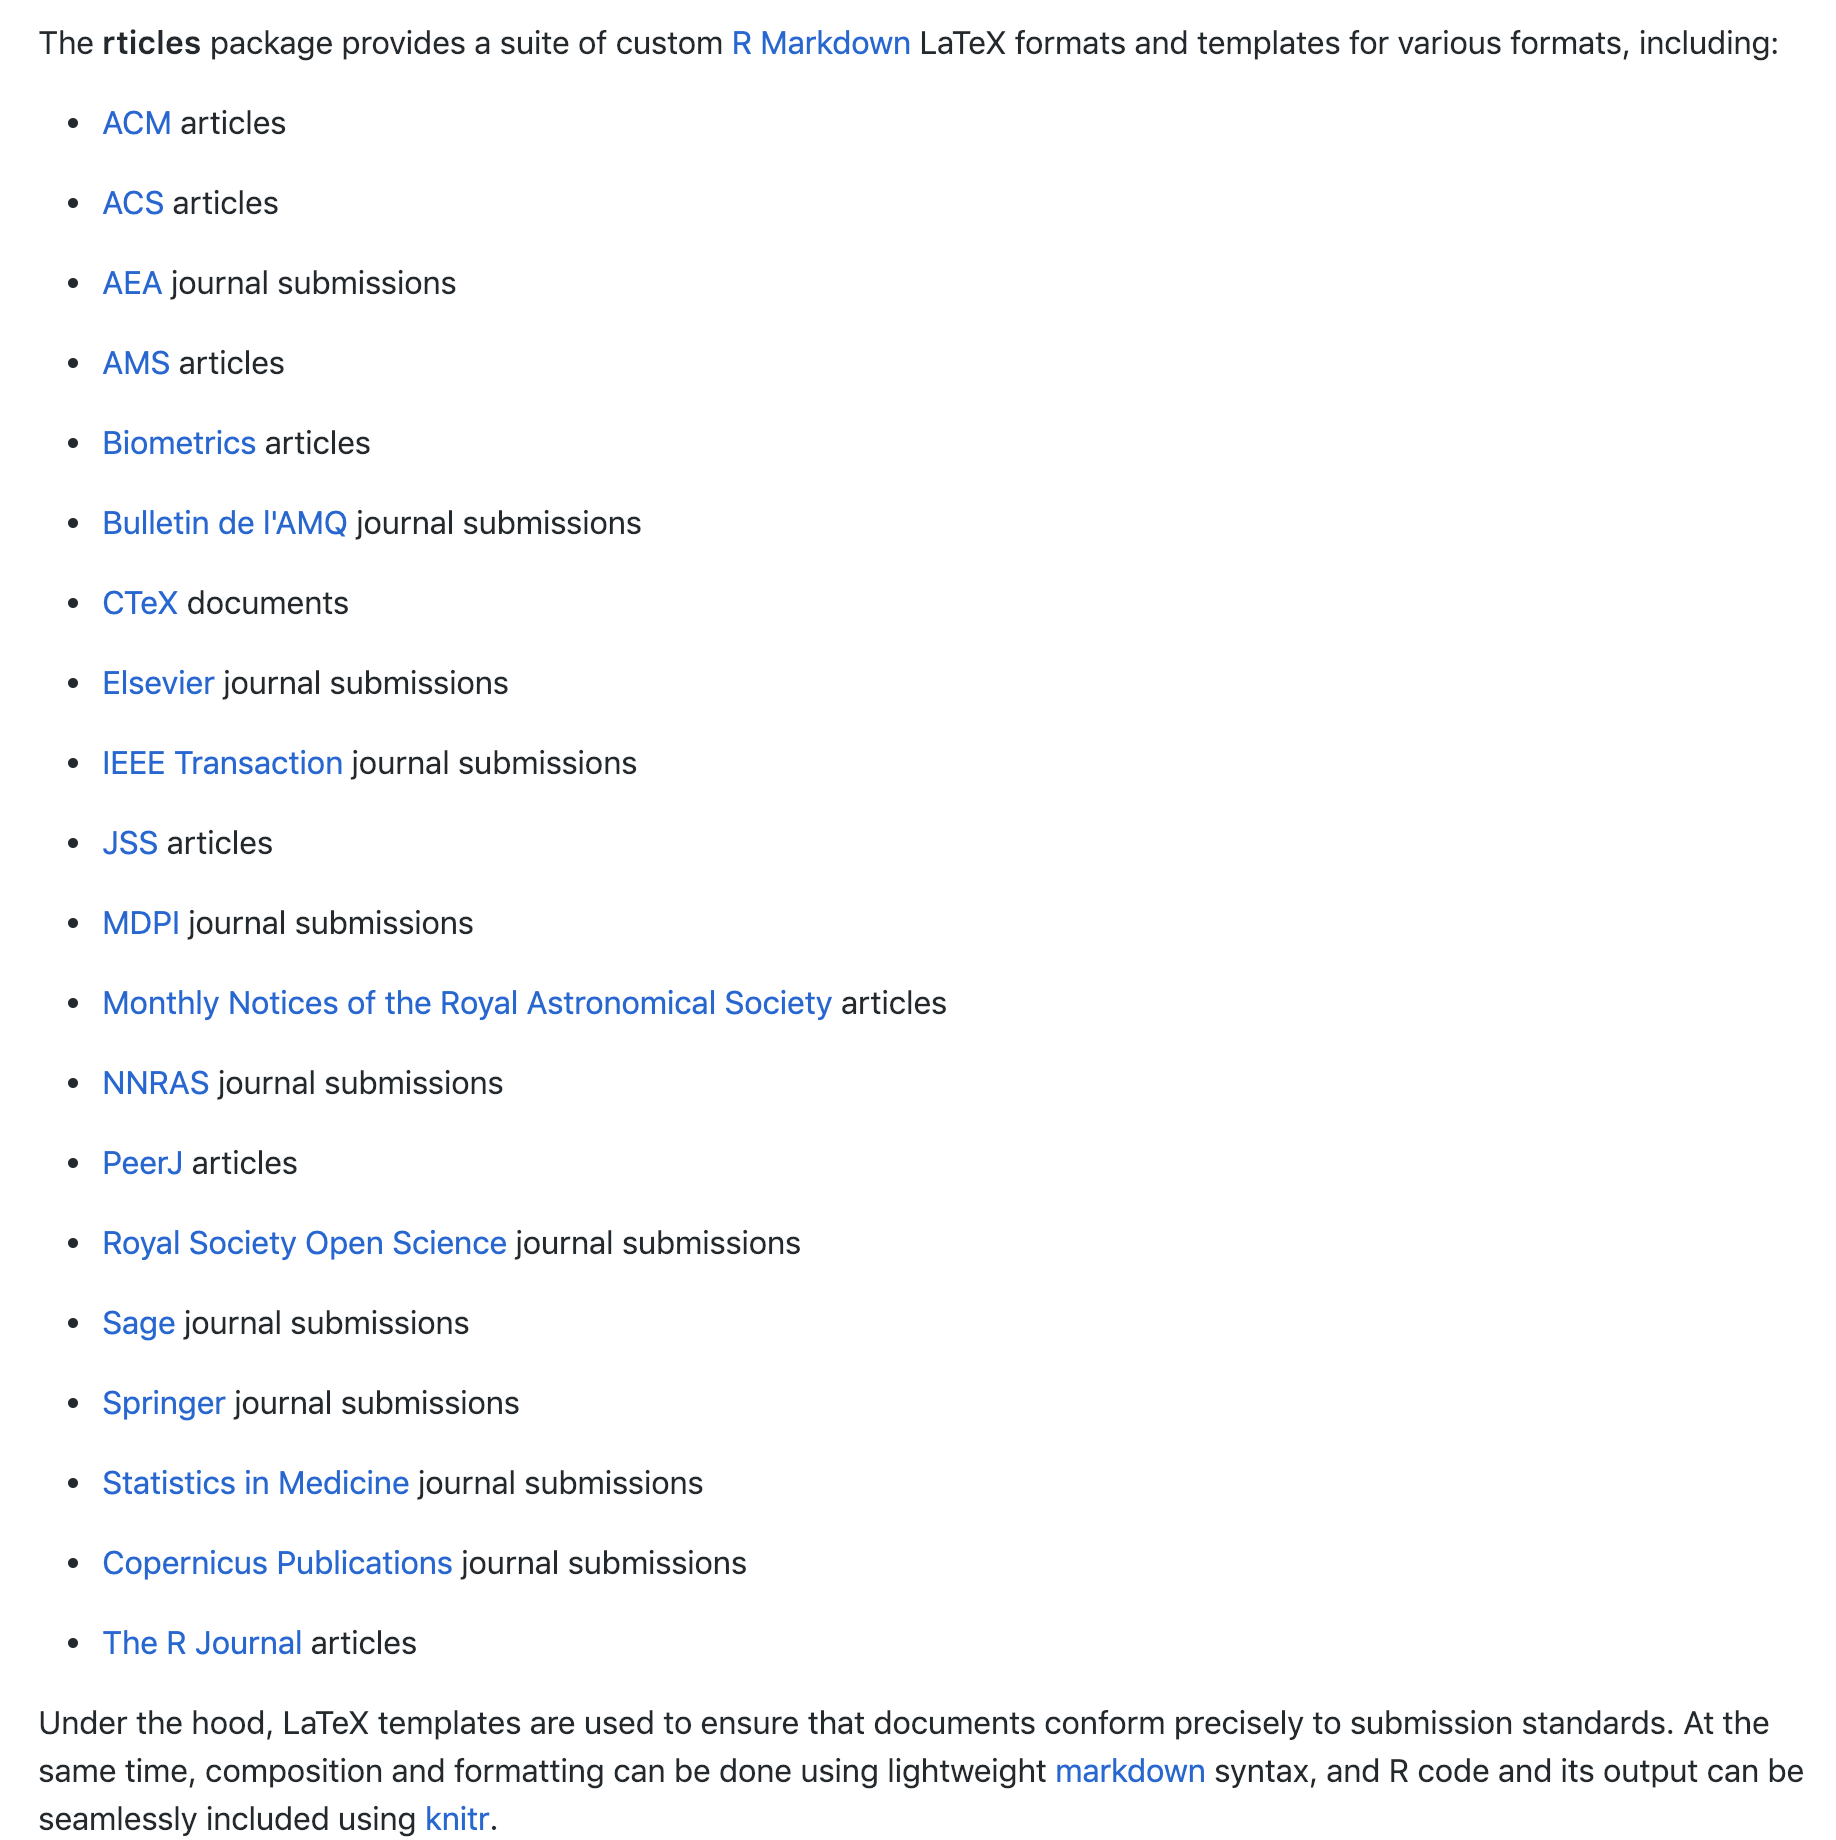 The rticles package provides a suite of custom R Markdown LaTeX formats and templates for various formats, including:
• ACM articles
• ACS articles
• AEA journal submissions
• AMS articles
• Biometrics articles
• Bulletin de l'AMQ journal submissions
• CTeX documents
• Elsevier journal submissions
• IEEE Transaction journal submissions
• JSS articles
• MDPI journal submissions
• Monthly Notices of the Royal Astronomical Society articles
• NNRAS journal submissions
• PeerJ articles
• Royal Society Open Science journal submissions
• Sage journal submissions
• Springer journal submissions
• Statistics in Medicine journal submissions
• Copernicus Publications journal submissions
• The R Journal articles
Under the hood, LaTeX templates are used to ensure that documents conform precisely to submission standards. At the
same time, composition and formatting can be done using lightweight markdown syntax, and R code and its output can be
seamlessly included using knitr.